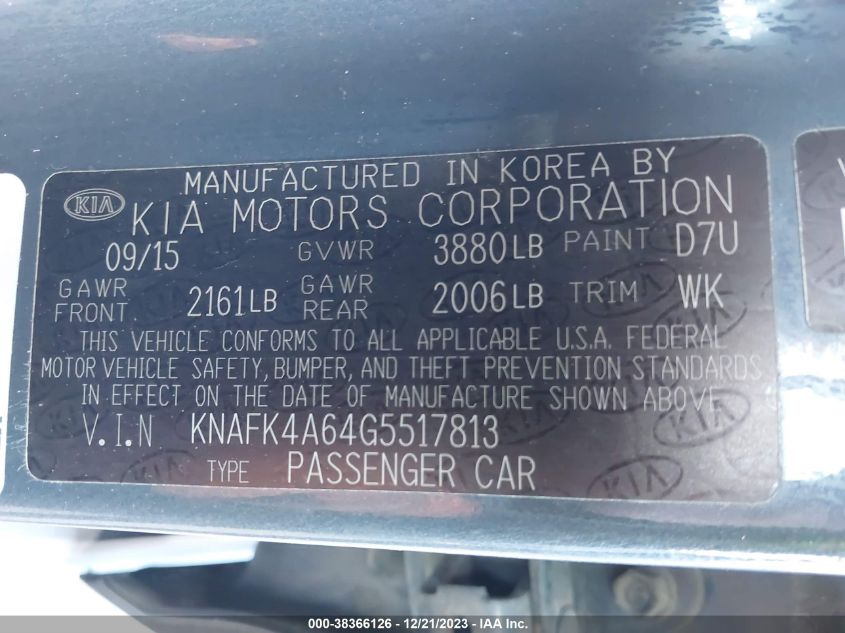 MANUFACTURED IN KOREA BY
KIA KIA MOTORS CORPORATION
09/15 GVWR 3880LB PAINT D7U
GAWR FRONT 2161LB GAWR REAR 2006LB TRIM WK
THIS VEHICLE CONFORMS TO ALL APPLICABLE U.S.A. FEDERAL
MOTOR VEHICLE SAFETY, BUMPER, AND THEFT PREVENTION STANDARDS
IN EFFECT ON THE DATE OF MANUFACTURE SHOWN ABOVE
V.I.N KNAFK4A64G5517813
TYPE PASSENGER CAR
000-38366126 - 12/21/2023 - IAA Inc.